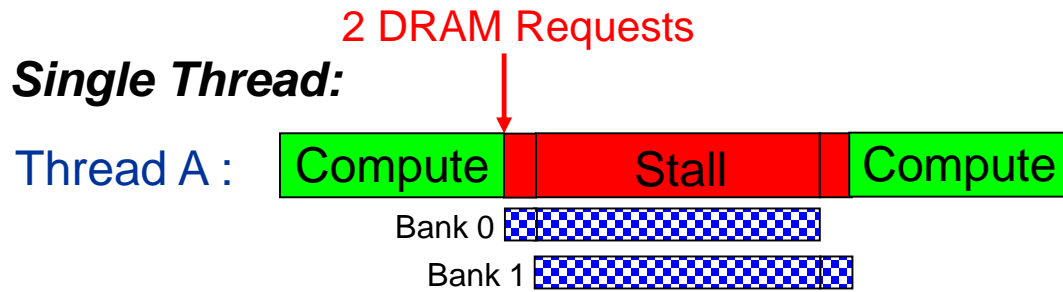 2 DRAM Requests
Single Thread:
Thread A : Compute Stall Compute
Bank 0
Bank 1